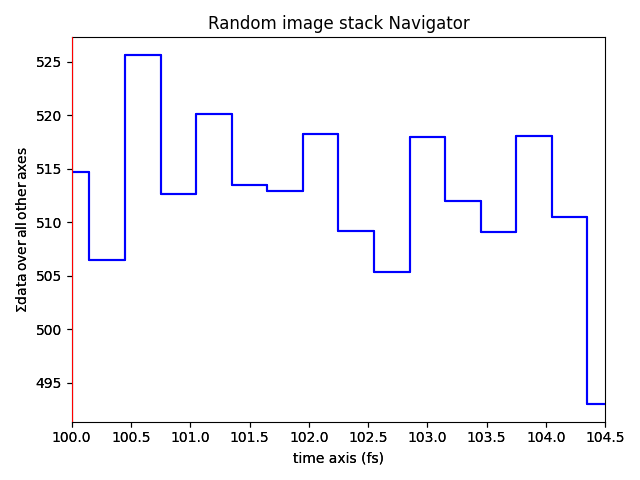 Random image stack Navigator
Σdata over all other axes
525
520
515
510
505
500
495
100.0 100.5 101.0 101.5 102.0 102.5 103.0 103.5 104.0 104.5
time axis (fs)